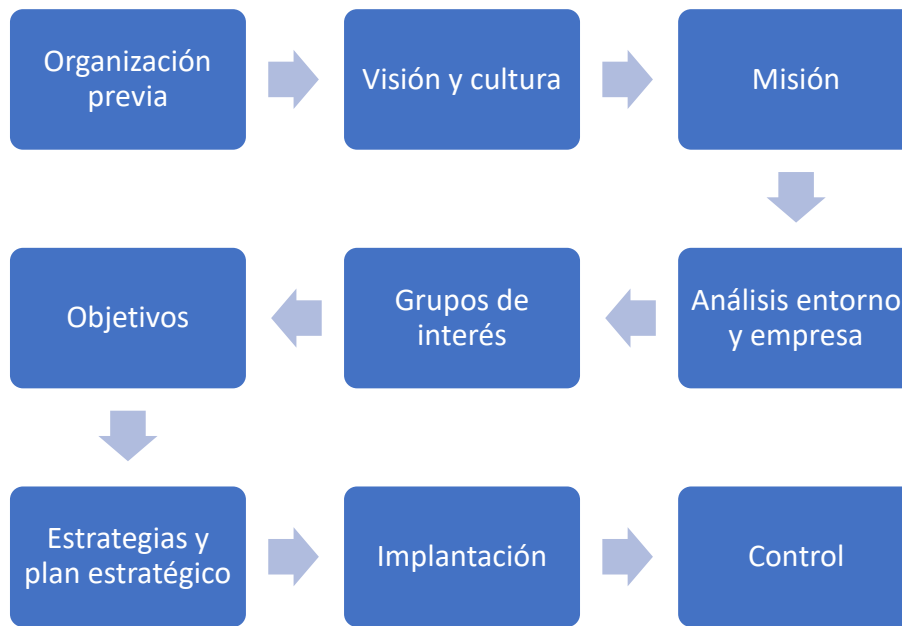 Organización
previa
Visión y cultura
Misión
Análisis entorno
y empresa
Grupos de
interés
Objetivos
Estrategias y
plan estratégico
Implantación
Control